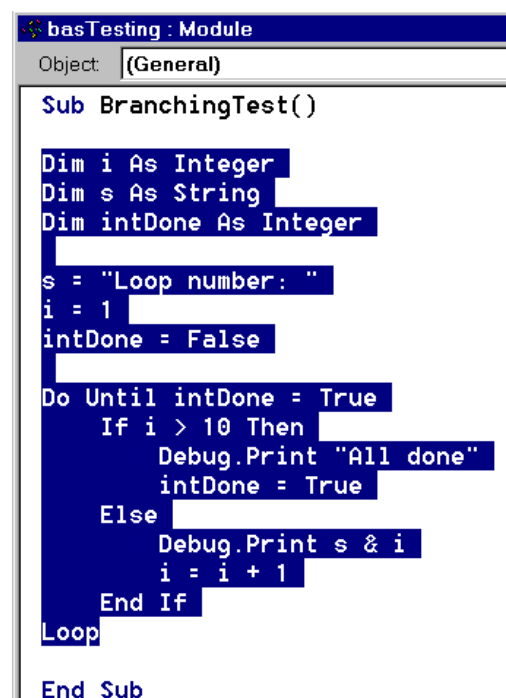 basTesting : Module
Object: (General)
Sub BranchingTest()
Dim i As Integer
Dim s As String
Dim intDone As Integer
s = "Loop number: "
i = 1
intDone = False
Do Until intDone = True
    If i > 10 Then
        Debug.Print "All done"
        intDone = True
    Else
        Debug.Print s & i
        i = i + 1
    End If
Loop
End Sub